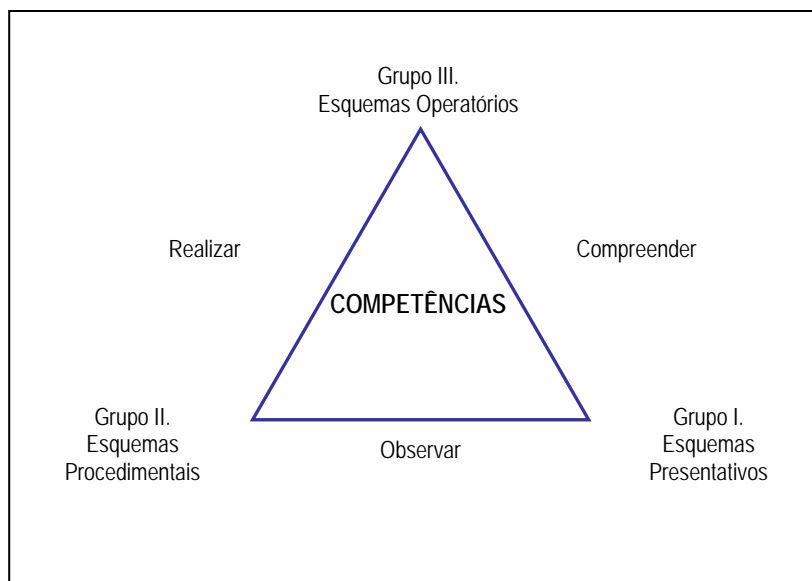 Grupo III.
Esquemas Operatórios
Realizar
Compreender
COMPETÊNCIAS
Grupo II.
Esquemas
Procedimentais
Observar
Grupo I.
Esquemas
Presentativos